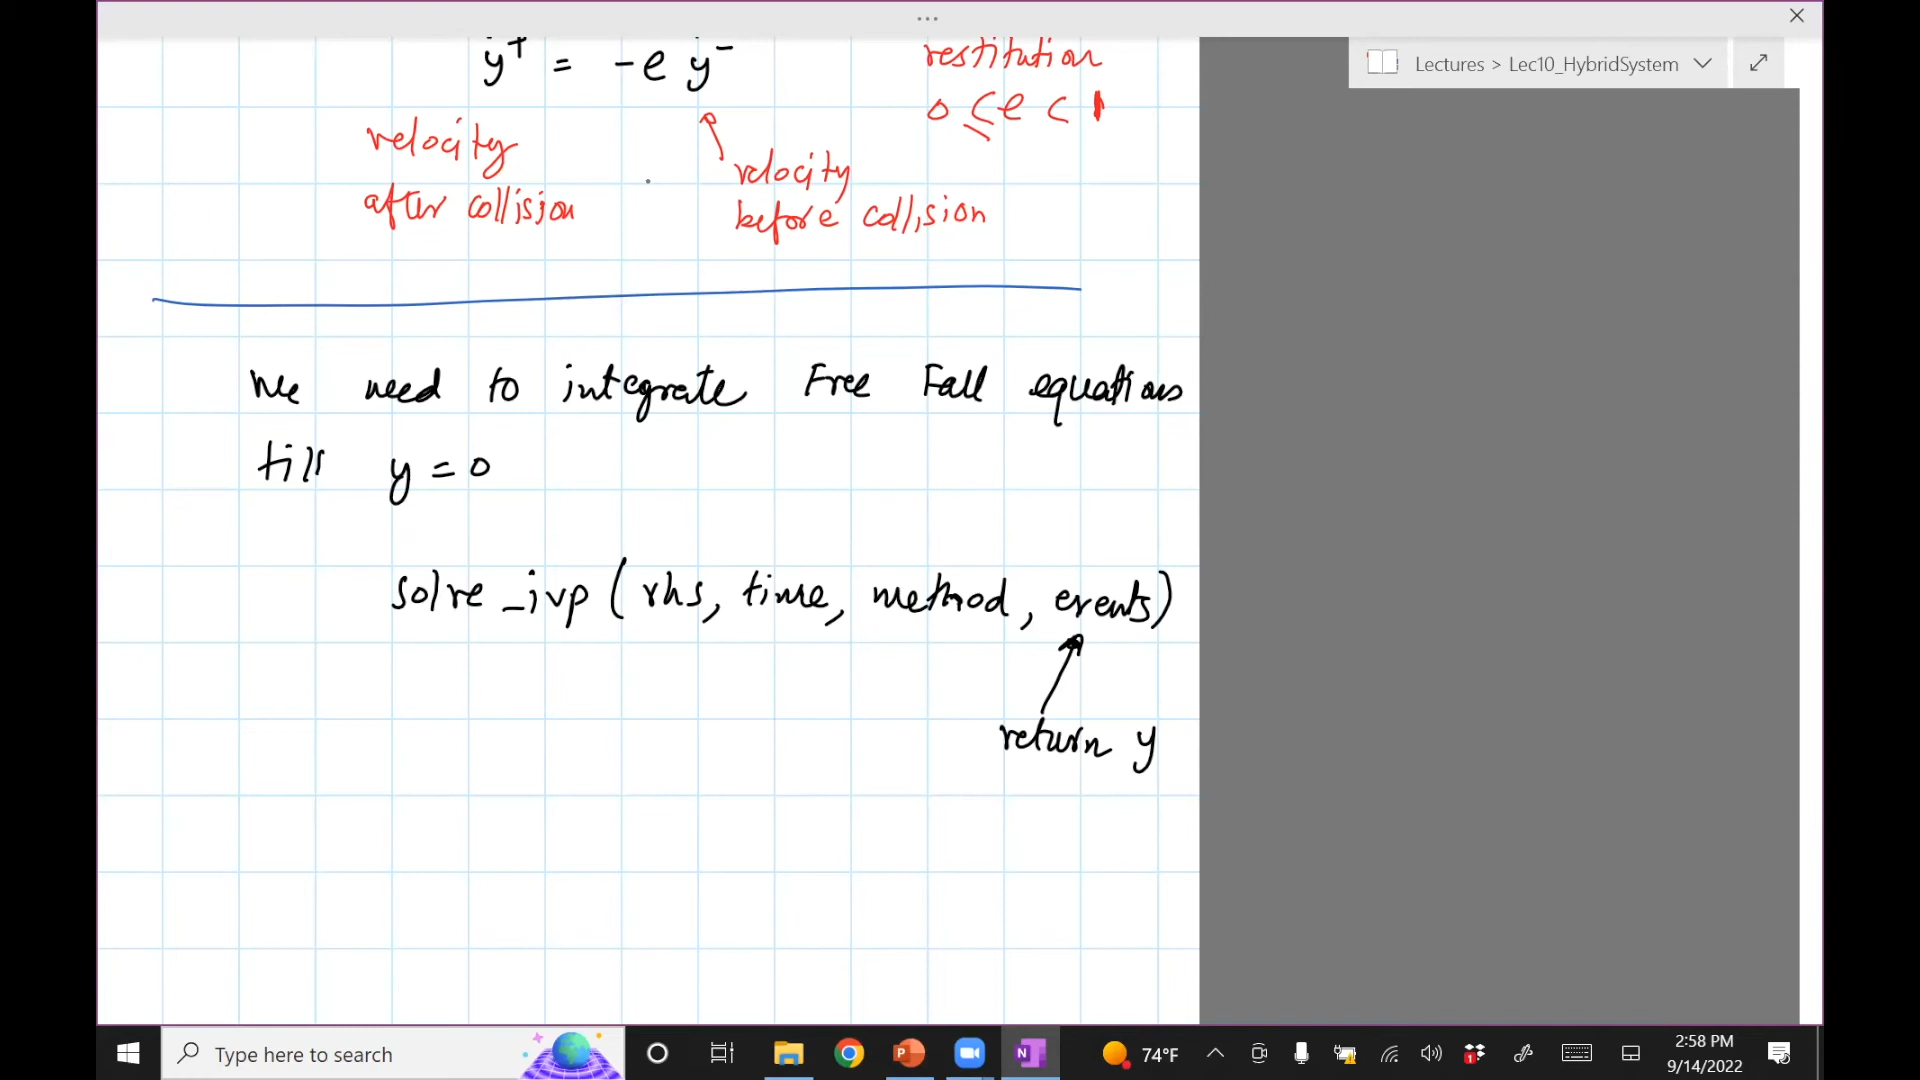 Lectures > Lec10_HybridSystem
ẏ⁺ = -e ẏ⁻
restitution
0 ≤ e < 1
velocity
after collision
velocity
before collision
We need to integrate Free Fall equations
till y = 0
solve_ivp (rhs, time, method, events)
return y
Type here to search
74°F
2:58 PM
9/14/2022